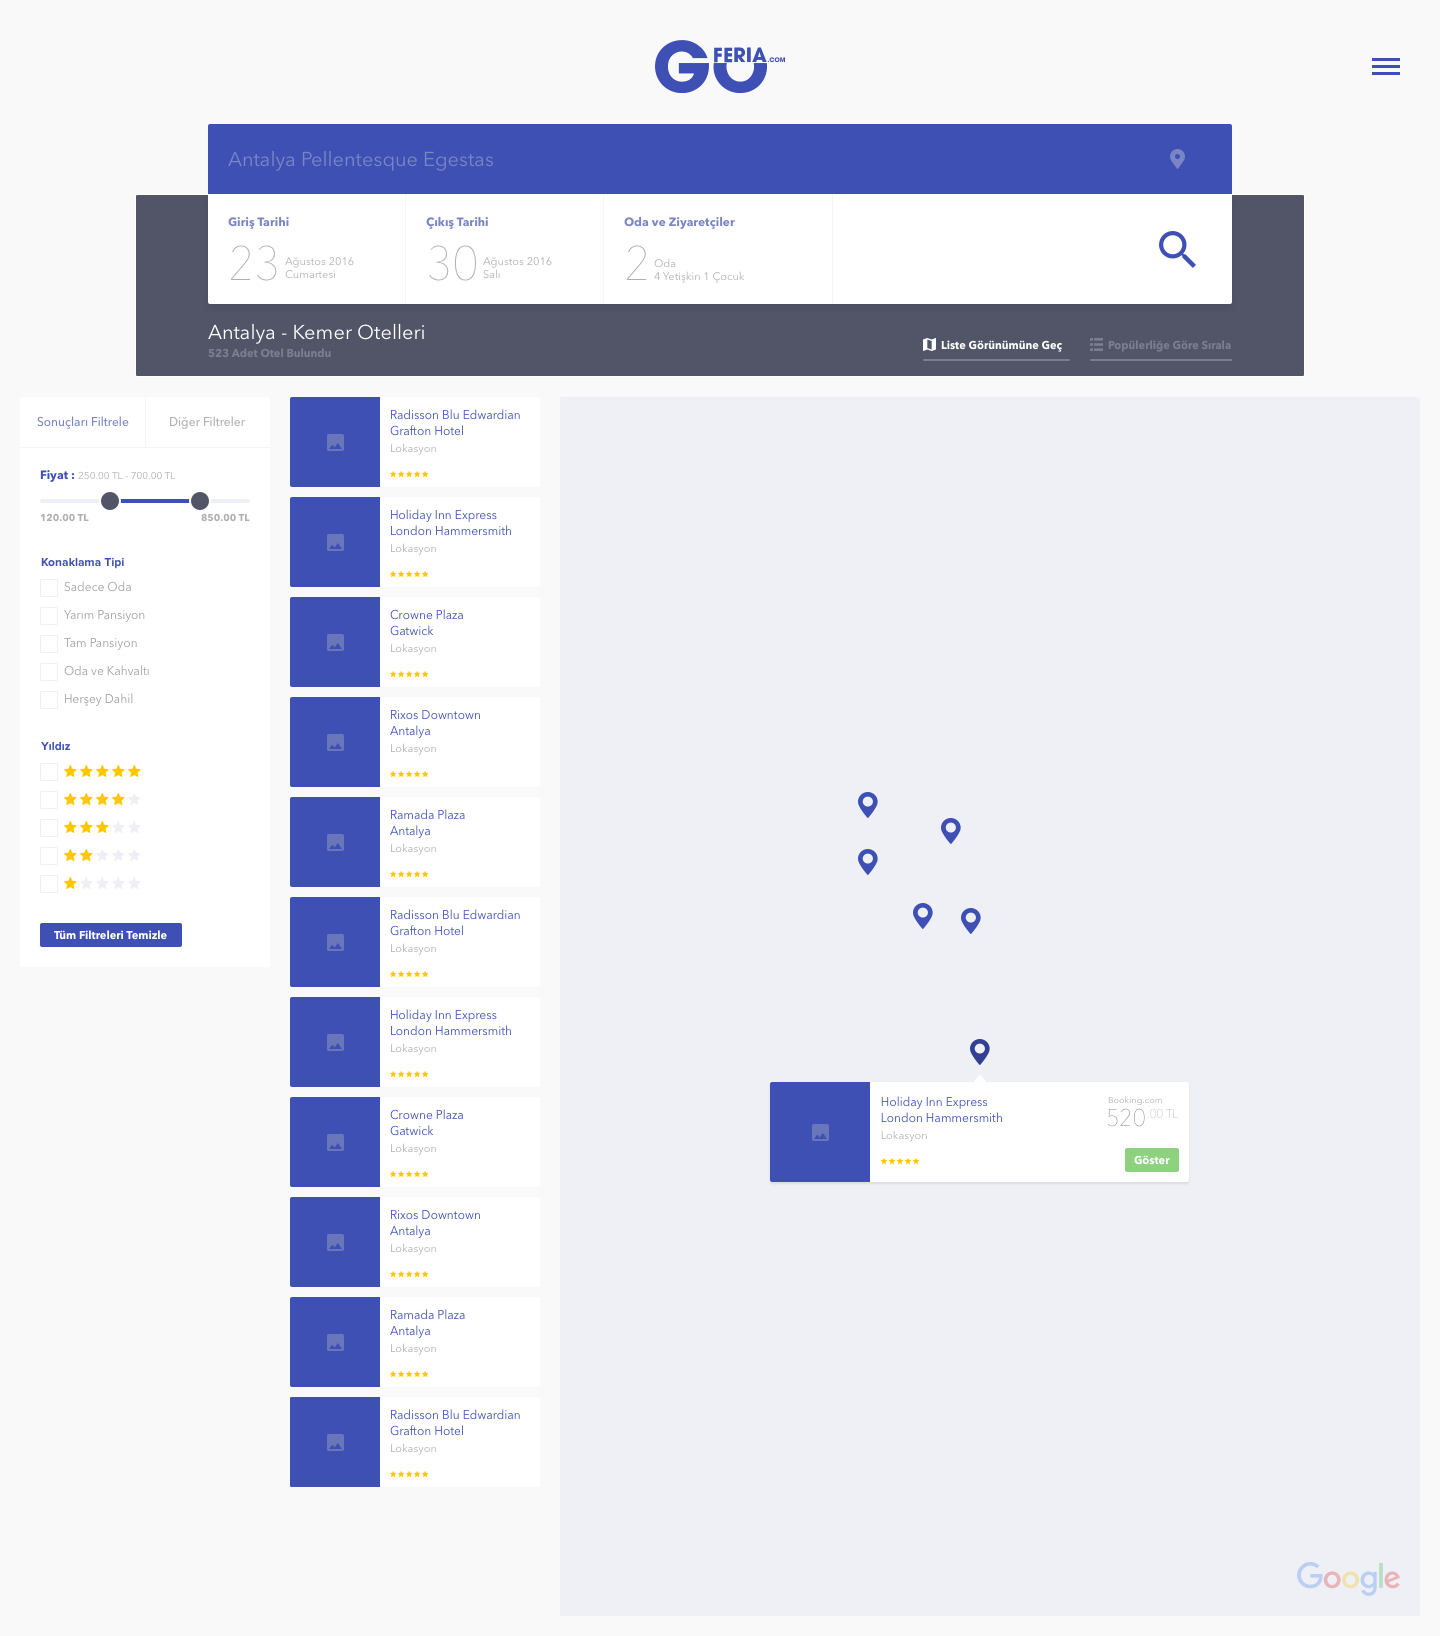 GO FERIA.COM
Antalya Pellentesque Egestas
Giriş Tarihi
23 Ağustos 2016
Cumartesi
Çıkış Tarihi
30 Ağustos 2016
Salı
Oda ve Ziyaretçiler
2 Oda
4 Yetişkin 1 Çocuk
Antalya - Kemer Otelleri
523 Adet Otel Bulundu
Liste Görünümüne Geç
Popülerliğe Göre Sırala
Sonuçları Filtrele
Diğer Filtreler
Fiyat : 250.00 TL - 700.00 TL
120.00 TL
850.00 TL
Konaklama Tipi
Sadece Oda
Yarım Pansiyon
Tam Pansiyon
Oda ve Kahvaltı
Herşey Dahil
Yıldız
Tüm Filtreleri Temizle
Radisson Blu Edwardian
Grafton Hotel
Lokasyon
Holiday Inn Express
London Hammersmith
Lokasyon
Crowne Plaza
Gatwick
Lokasyon
Rixos Downtown
Antalya
Lokasyon
Ramada Plaza
Antalya
Lokasyon
Radisson Blu Edwardian
Grafton Hotel
Lokasyon
Holiday Inn Express
London Hammersmith
Lokasyon
Crowne Plaza
Gatwick
Lokasyon
Rixos Downtown
Antalya
Lokasyon
Ramada Plaza
Antalya
Lokasyon
Radisson Blu Edwardian
Grafton Hotel
Lokasyon
Holiday Inn Express
London Hammersmith
Lokasyon
Booking.com
520.00 TL
Göster
Google